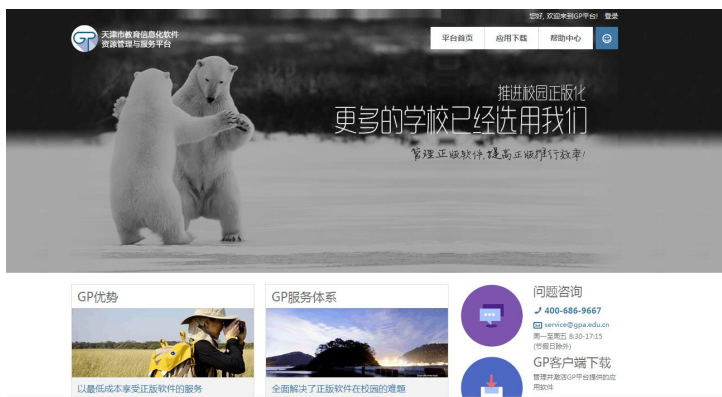 您好, 欢迎来到GP平台! 登录
GP
天津市教育信息化软件
资源管理与服务平台
平台首页 应用下载 帮助中心
推进校园正版化
更多的学校已经选用我们
管理正版软件,提高正版推行效率!
GP优势
以最低成本享受正版软件的服务
GP服务体系
全面解决了正版软件在校园的难题
问题咨询
400-686-9667
service@gpa.edu.cn
周一至周五 8:30-17:15
(节假日除外)
GP客户端下载
管理并激活GP平台提供的应
用软件